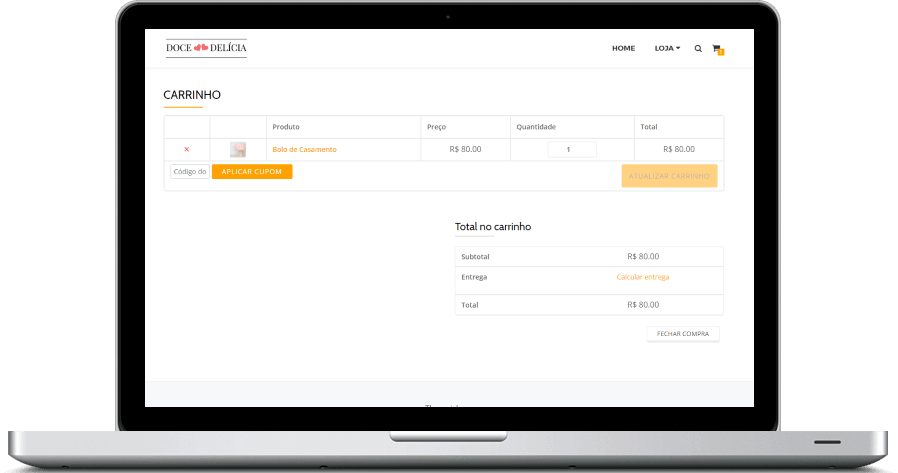 DOCE DELÍCIA
HOME LOJA
1
CARRINHO
Produto Preço Quantidade Total
× Bolo de Casamento R$ 80.00 1 R$ 80.00
Código do APLICAR CUPOM ATUALIZAR CARRINHO
Total no carrinho
Subtotal R$ 80.00
Entrega Calcular entrega
Total R$ 80.00
FECHAR COMPRA